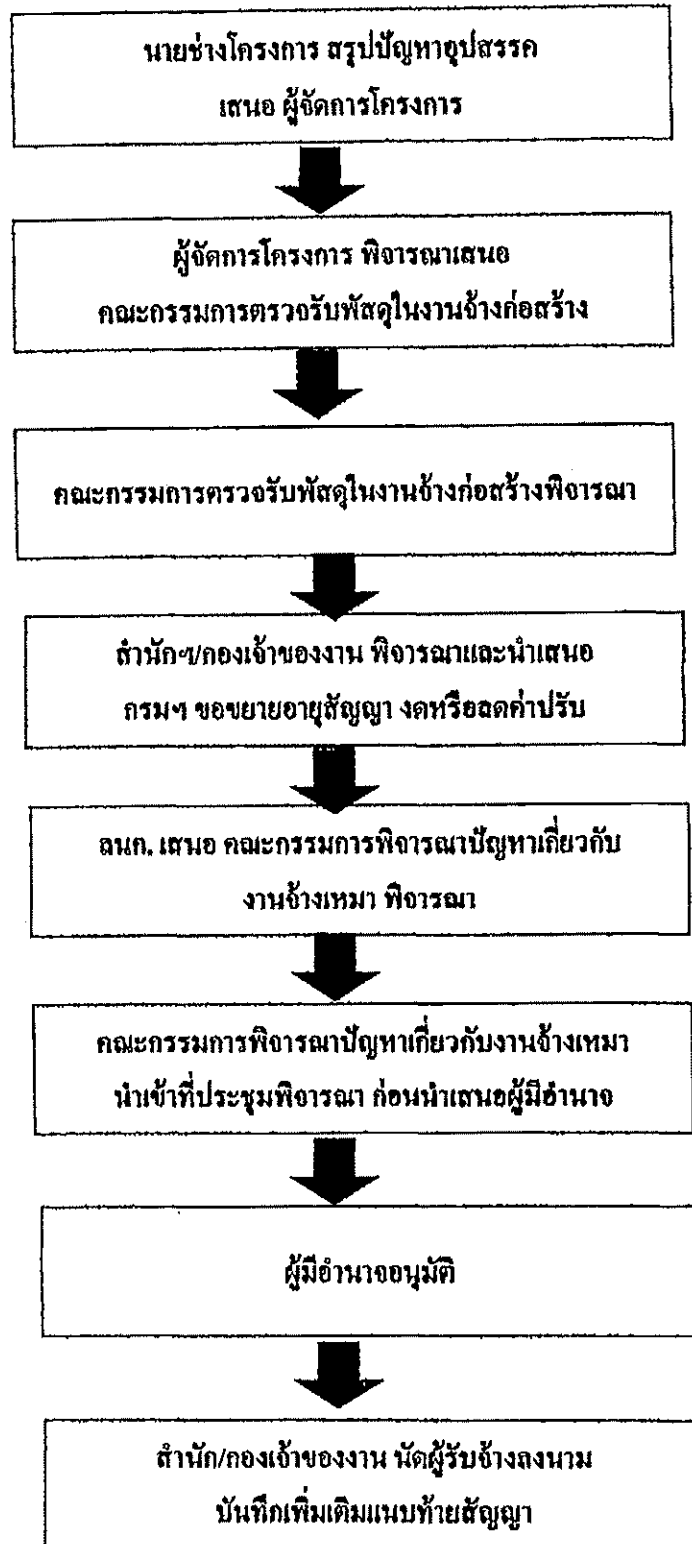 นายช่างโครงการ สรุปปัญหาอุปสรรค
เสนอ ผู้จัดการโครงการ
ผู้จัดการโครงการ พิจารณาเสนอ
คณะกรรมการตรวจรับพัสดุในงานจ้างก่อสร้าง
คณะกรรมการตรวจรับพัสดุในงานจ้างก่อสร้างพิจารณา
สำนักฯ/กองเจ้าของงาน พิจารณาและนำเสนอ
กรมฯ ขอขยายอายุสัญญา งดหรือลดค่าปรับ
ลนก. เสนอ คณะกรรมการพิจารณาปัญหาเกี่ยวกับ
งานจ้างเหมา พิจารณา
คณะกรรมการพิจารณาปัญหาเกี่ยวกับงานจ้างเหมา
นำเข้าที่ประชุมพิจารณา ก่อนนำเสนอผู้มีอำนาจ
ผู้มีอำนาจอนุมัติ
สำนัก/กองเจ้าของงาน นัดผู้รับจ้างลงนาม
บันทึกเพิ่มเติมแนบท้ายสัญญา